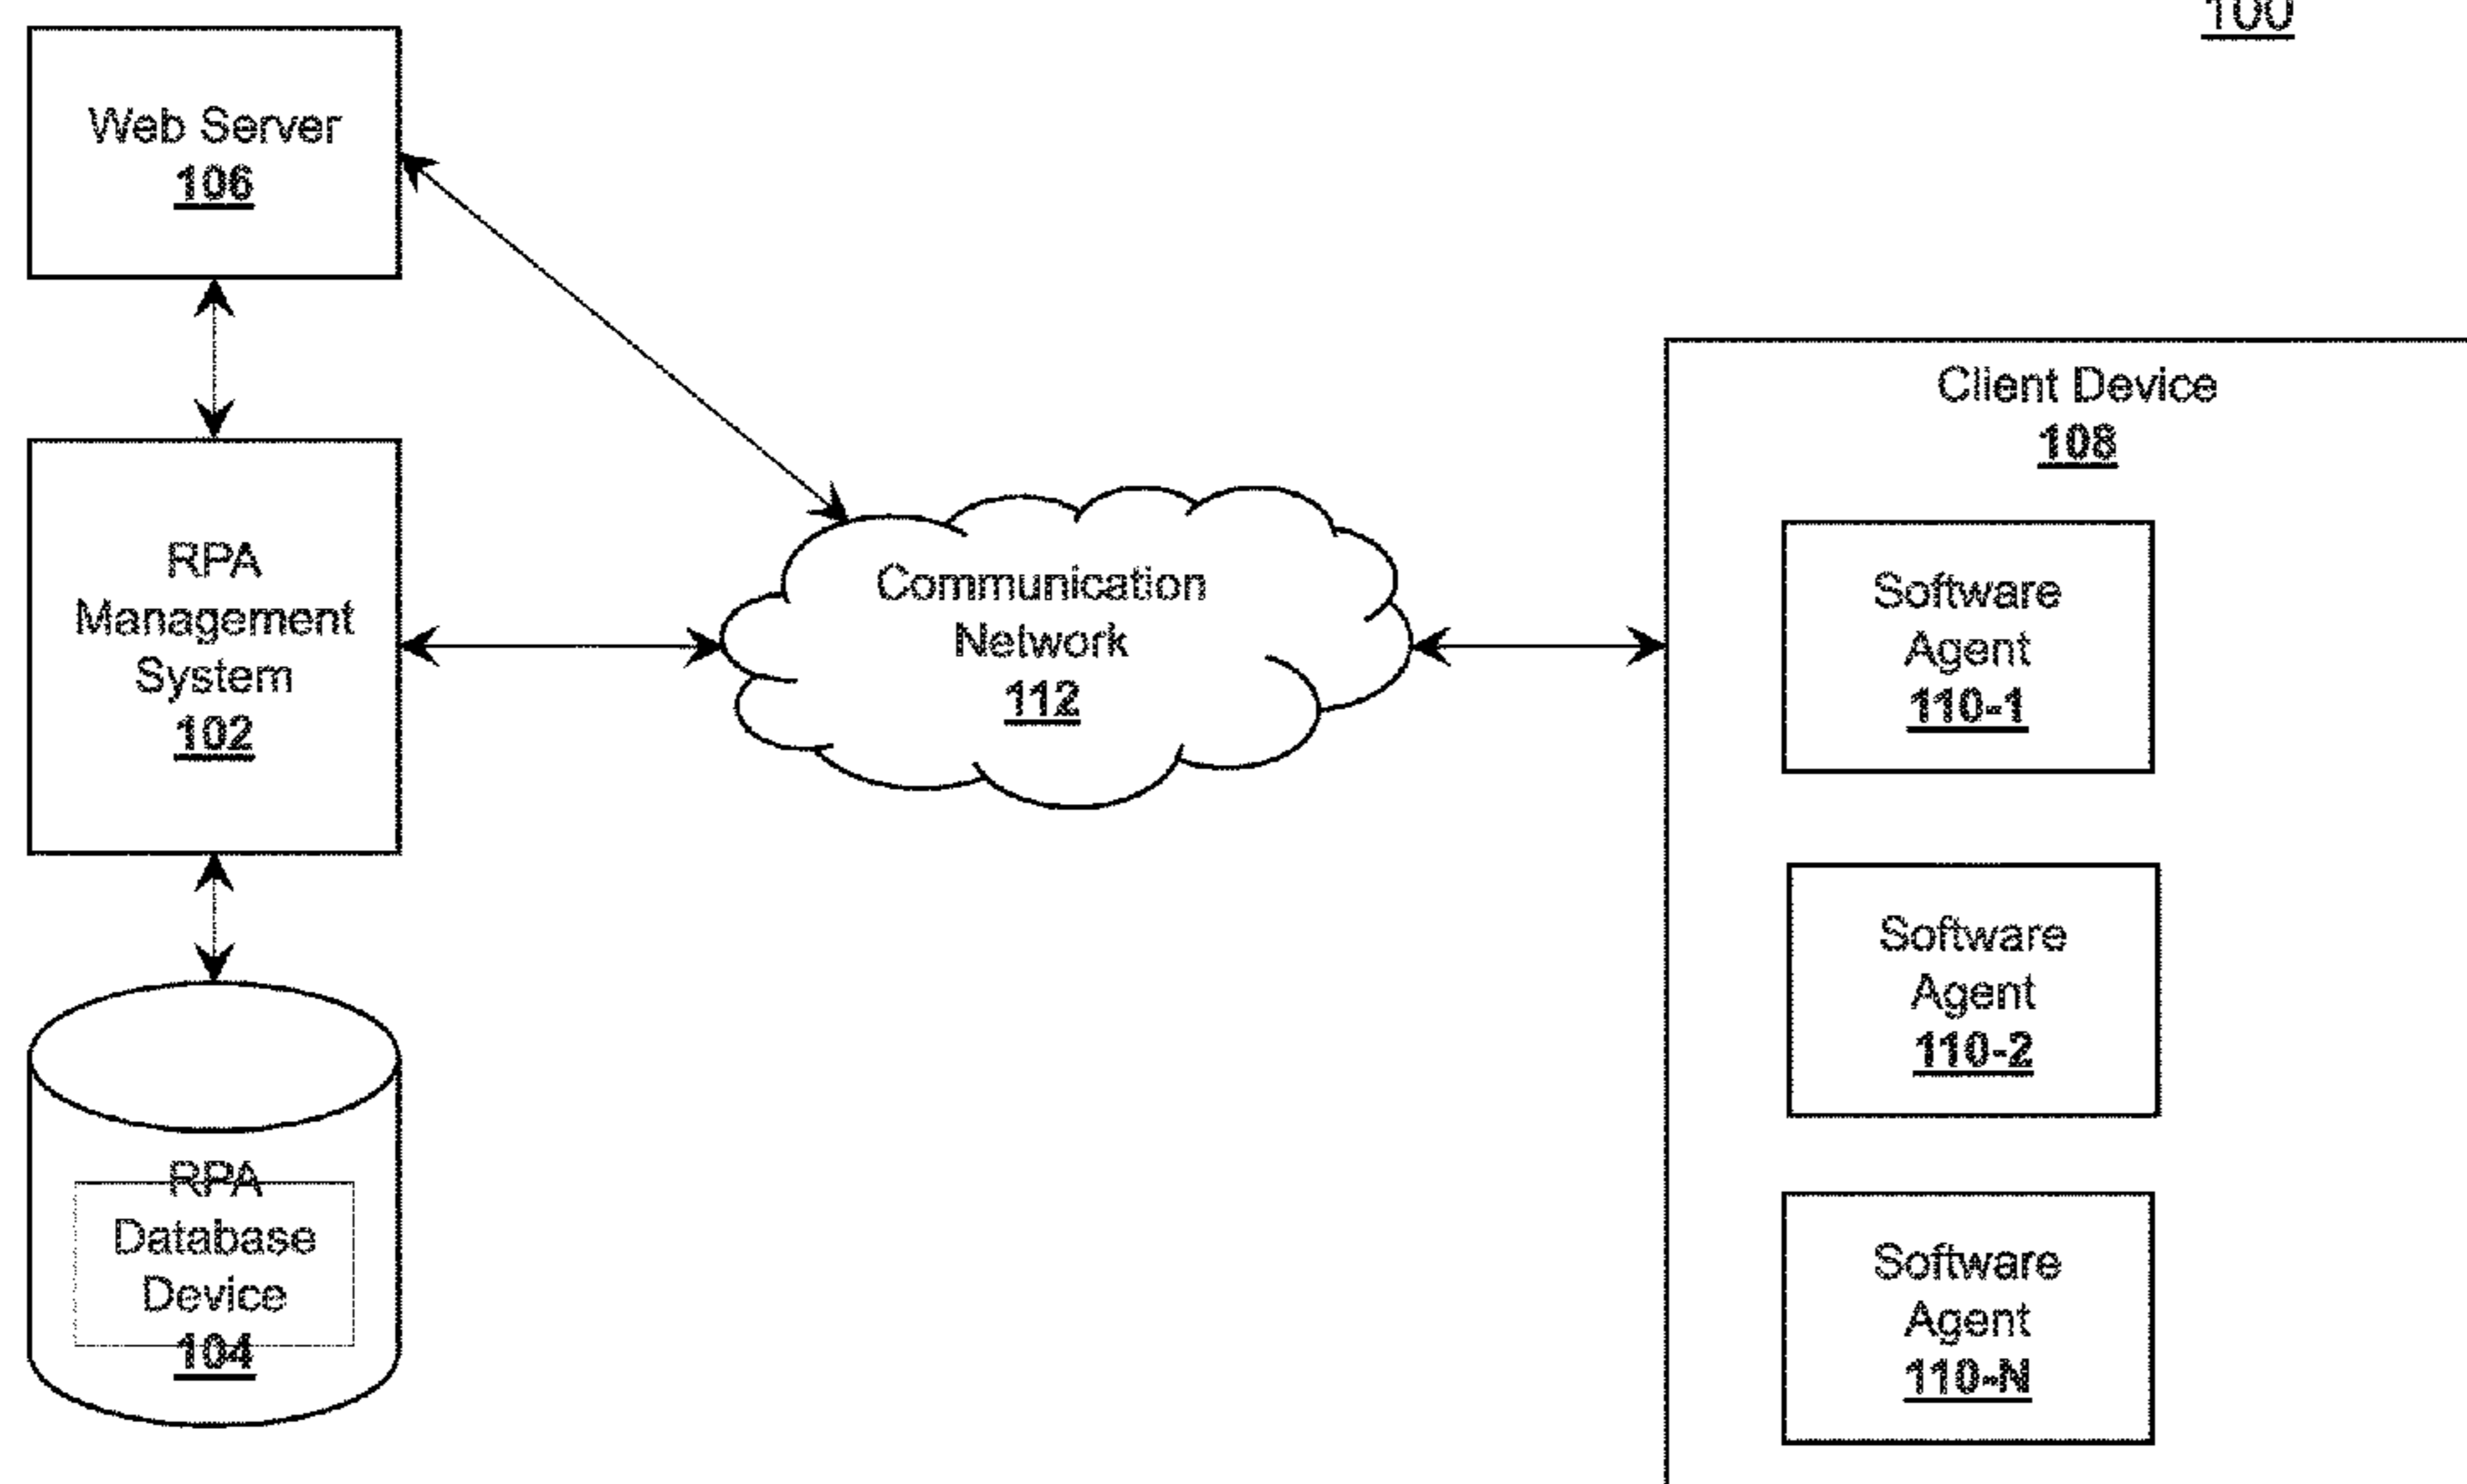 100
Web Server
106
RPA
Management
System
102
RPA
Database
Device
104
Communication
Network
112
Client Device
108
Software
Agent
110-1
Software
Agent
110-2
Software
Agent
110-N